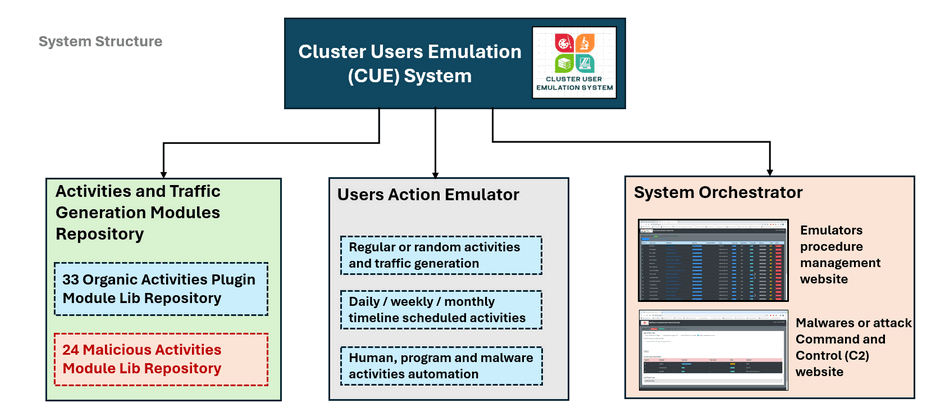 System Structure
Cluster Users Emulation
(CUE) System
CLUSTER USER
EMULATION SYSTEM
Activities and Traffic
Generation Modules
Repository
33 Organic Activities Plugin
Module Lib Repository
24 Malicious Activities
Module Lib Repository
Users Action Emulator
Regular or random activities
and traffic generation
Daily / weekly / monthly
timeline scheduled activities
Human, program and malware
activities automation
System Orchestrator
Emulators
procedure
management
website
Malwares or attack
Command and
Control (C2)
website